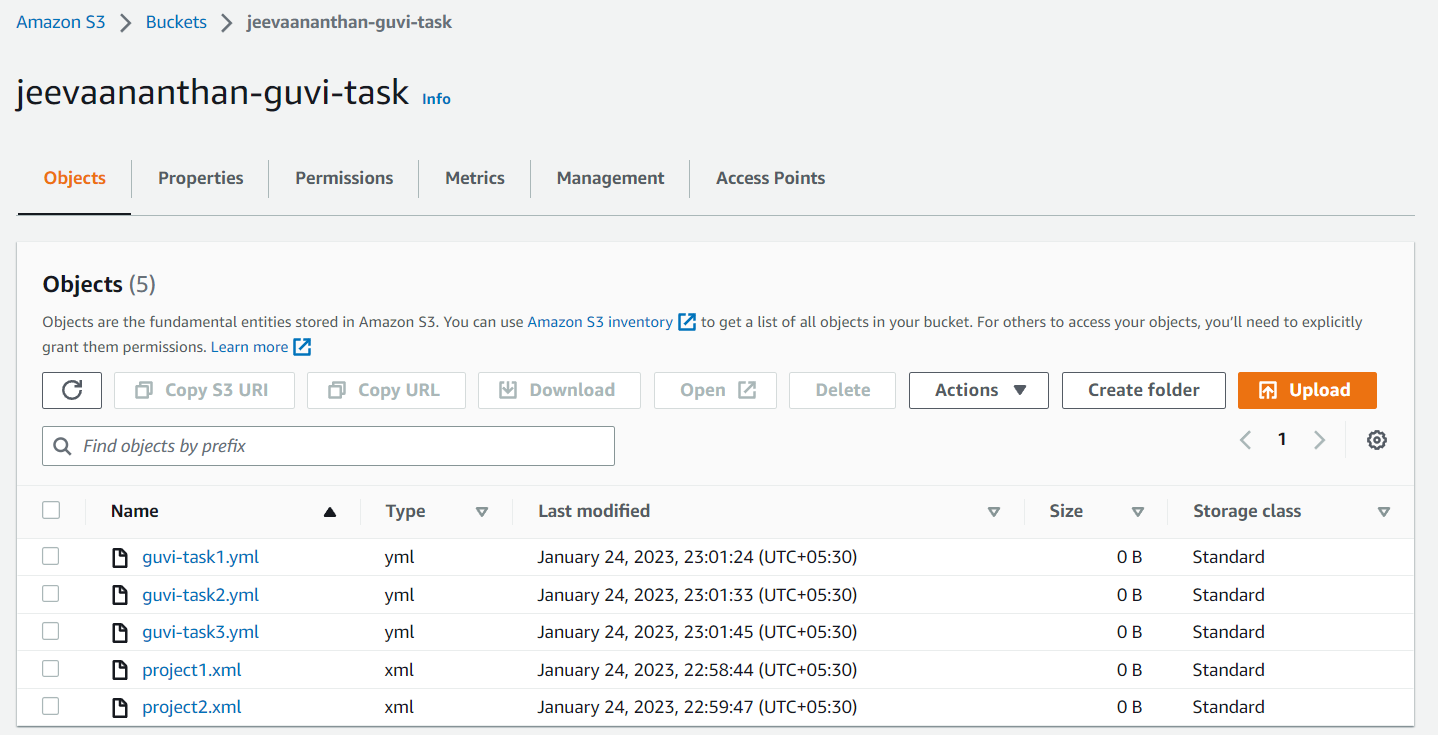 Amazon S3 > Buckets > jeevaananthan-guvi-task
jeevaananthan-guvi-task Info
Objects Properties Permissions Metrics Management Access Points
Objects (5)
Objects are the fundamental entities stored in Amazon S3. You can use Amazon S3 inventory to get a list of all objects in your bucket. For others to access your objects, you'll need to explicitly
grant them permissions. Learn more
Copy S3 URI Copy URL Download Open Delete Actions Create folder Upload
Find objects by prefix 1
Name Type Last modified Size Storage class
guvi-task1.yml yml January 24, 2023, 23:01:24 (UTC+05:30) 0 B Standard
guvi-task2.yml yml January 24, 2023, 23:01:33 (UTC+05:30) 0 B Standard
guvi-task3.yml yml January 24, 2023, 23:01:45 (UTC+05:30) 0 B Standard
project1.xml xml January 24, 2023, 22:58:44 (UTC+05:30) 0 B Standard
project2.xml xml January 24, 2023, 22:59:47 (UTC+05:30) 0 B Standard